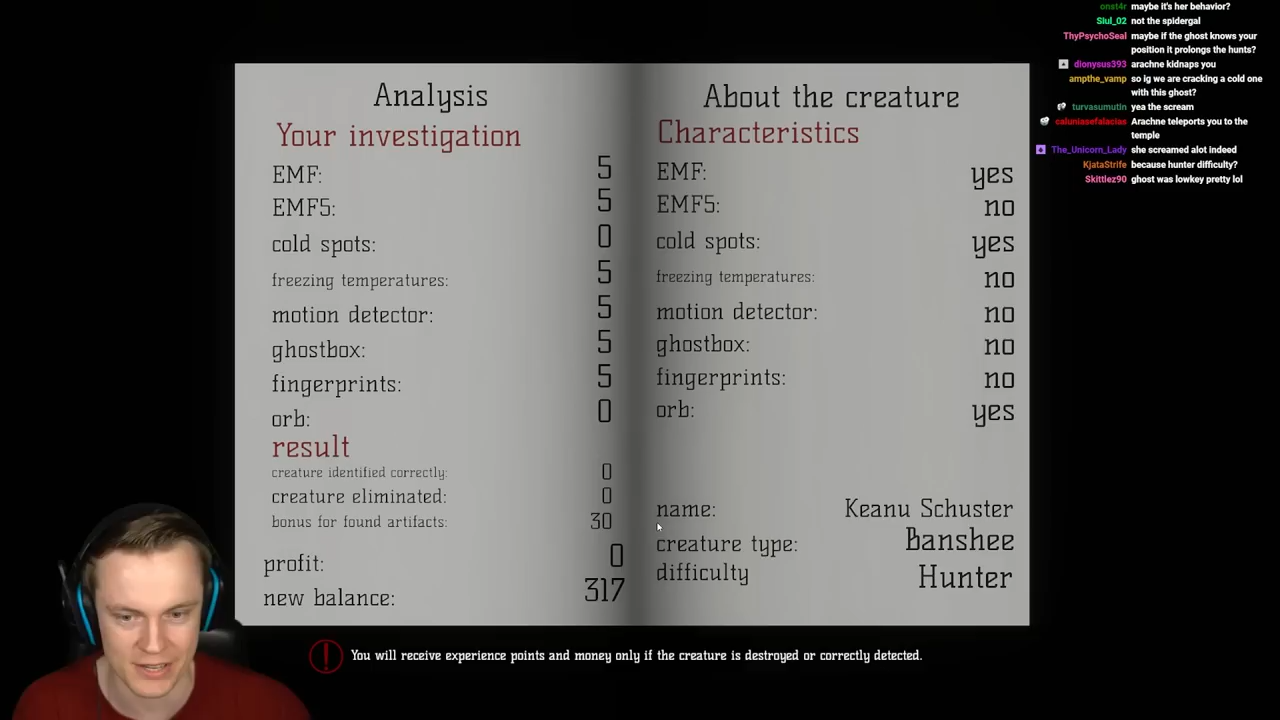 Analysis
Your investigation
EMF: 5
EMF5: 5
cold spots: 0
freezing temperatures: 5
motion detector: 5
ghostbox: 5
fingerprints: 5
orb: 0
result
creature identified correctly: 0
creature eliminated: 0
bonus for found artifacts: 30
profit: 0
new balance: 317
About the creature
Characteristics
EMF: yes
EMF5: no
cold spots: yes
freezing temperatures: no
motion detector: no
ghostbox: no
fingerprints: no
orb: yes
name: Keanu Schuster
creature type: Banshee
difficulty Hunter
You will receive experience points and money only if the creature is destroyed or correctly detected.
onst4r maybe it's her behavior?
Siul_02 not the spidergal
ThyPsychoSeal maybe if the ghost knows your
position it prolongs the hunts?
dionysus393 arachne kidnaps you
ampthe_vamp so ig we are cracking a cold one
with this ghost?
turvasumutin yea the scream
caluniasefalacias Arachne teleports you to the
temple
The_Unicorn_Lady she screamed alot indeed
KjataStrife because hunter difficulty?
Skittlez90 ghost was lowkey pretty lol